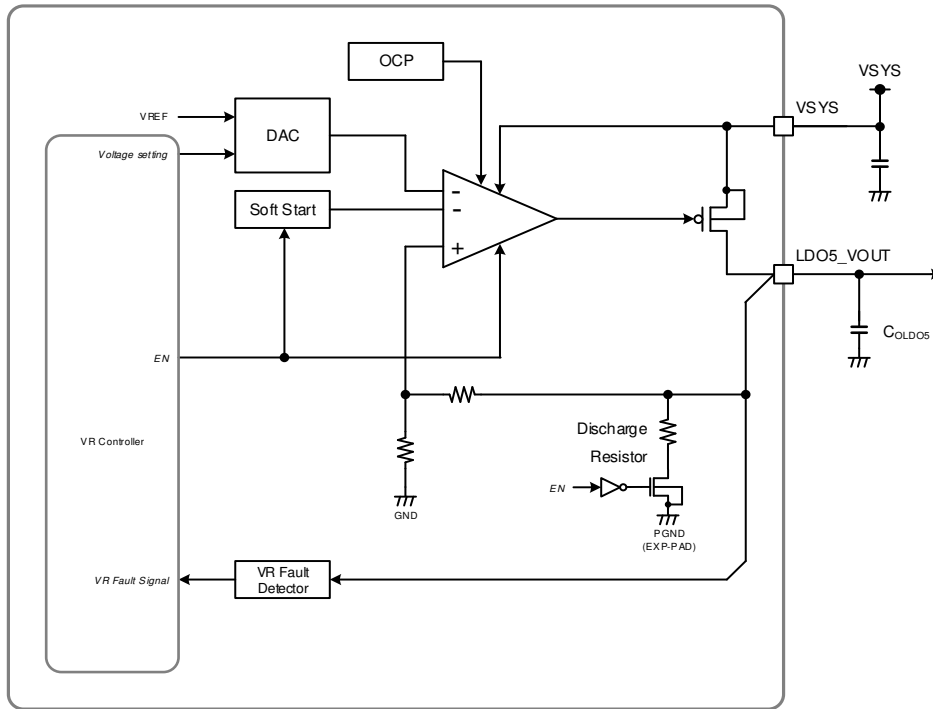 OCP
VSYS
VSYS
VREF
DAC
Voltage setting
Soft Start
-
-
+
LDO5_VOUT
COLDO5
EN
VR Controller
Discharge
Resistor
EN
GND
PGND
(EXP-PAD)
VR Fault Signal
VR Fault
Detector